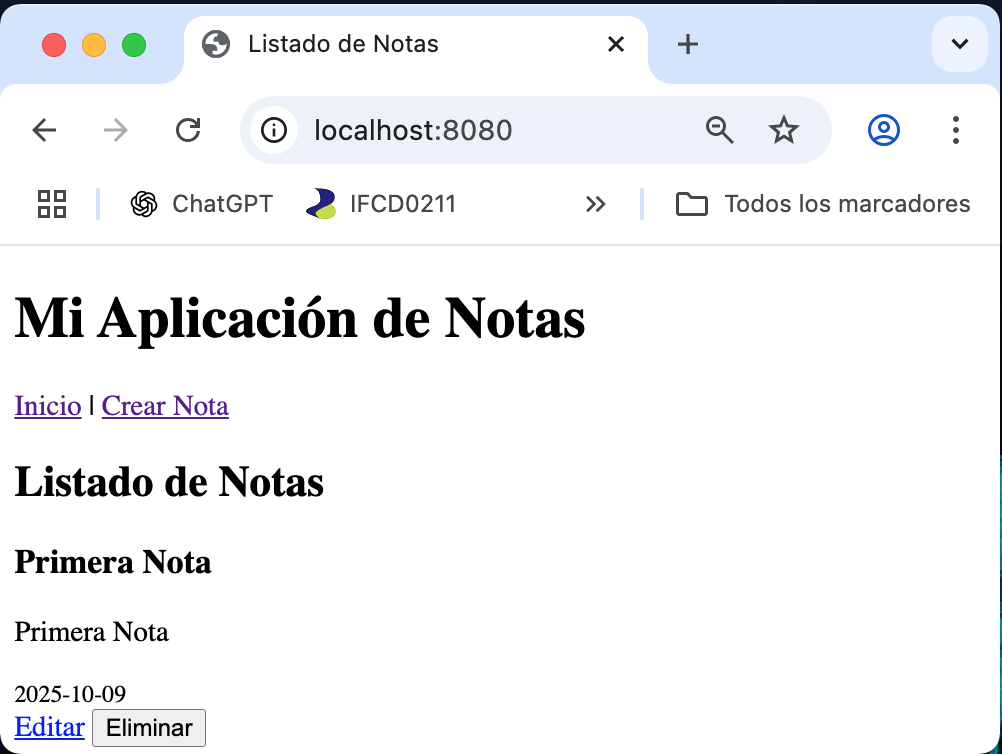 Listado de Notas
localhost:8080
ChatGPT IFCD0211 Todos los marcadores
Mi Aplicación de Notas
Inicio | Crear Nota
Listado de Notas
Primera Nota
Primera Nota
2025-10-09
Editar Eliminar